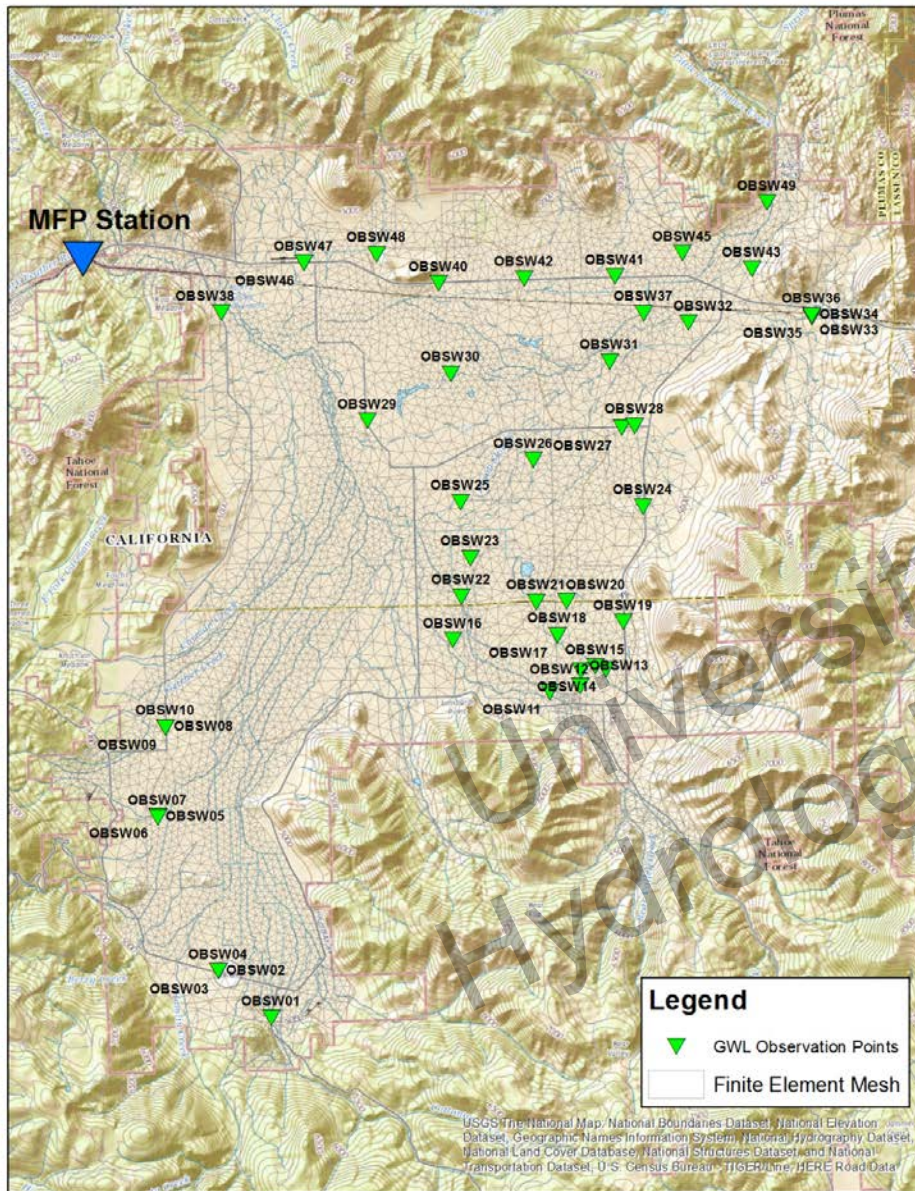 Plumas
National
Forest
PLUMAS CO
LASSEN CO
OBSW49
MFP Station
OBSW48
OBSW45
OBSW47
OBSW43
OBSW46
OBSW40
OBSW42
OBSW41
OBSW38
OBSW37
OBSW36
OBSW32
OBSW34
OBSW35
OBSW33
OBSW31
OBSW30
OBSW29
OBSW28
OBSW26
OBSW27
Tahoe
National
Forest
OBSW25
OBSW24
CALIFORNIA
OBSW23
OBSW22
OBSW21
OBSW20
OBSW19
OBSW16
OBSW18
OBSW17
OBSW15
OBSW12
OBSW13
OBSW14
OBSW11
OBSW10
OBSW08
OBSW09
OBSW07
OBSW05
OBSW06
Tahoe
National
Forest
OBSW04
OBSW02
OBSW03
OBSW01
Universit
Hydrolog
Legend
GWL Observation Points
Finite Element Mesh
USGS The National Map: National Boundaries Dataset, National Elevation
Dataset, Geographic Names Information System, National Hydrography Dataset,
National Land Cover Database, National Structures Dataset, and National
Transportation Dataset, U.S. Census Bureau - TIGER/Line, HERE Road Data